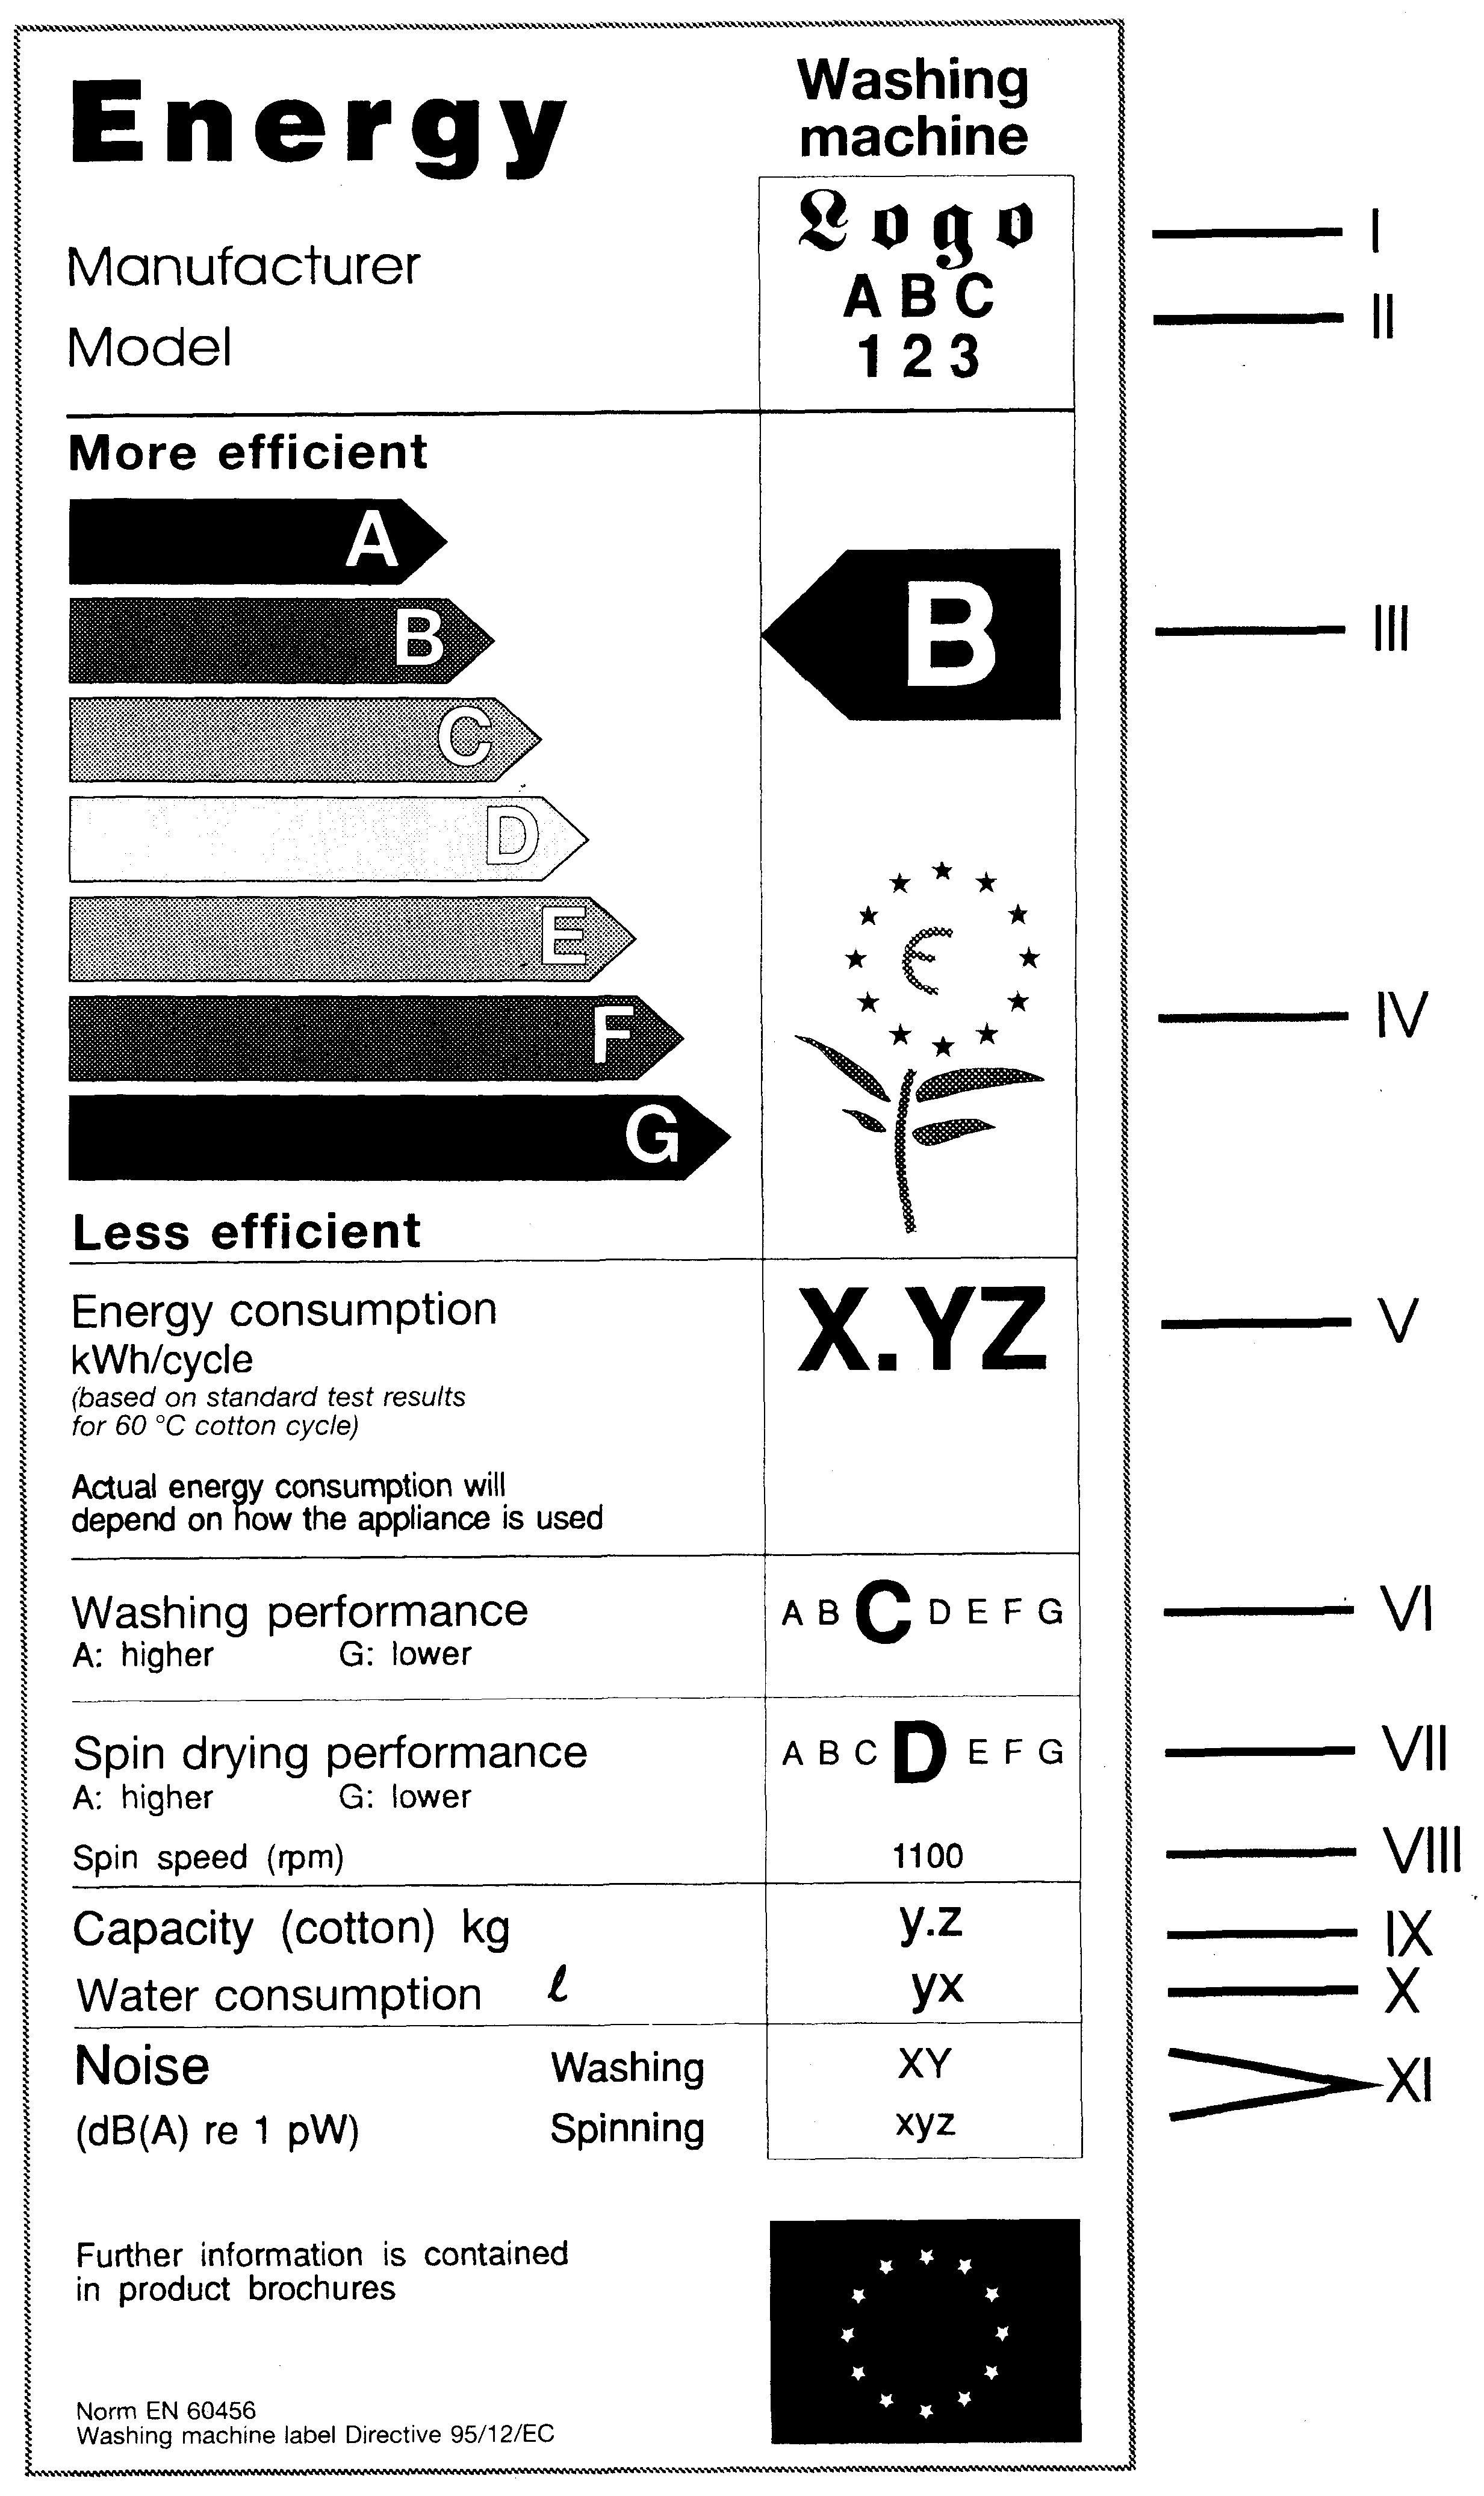 Energy
Washing
machine
Manufacturer
Model
Logo
ABC
123
I
II
More efficient
A
B
C
D
E
F
G
Less efficient
B
III
IV
Energy consumption
kWh/cycle
(based on standard test results
for 60 °C cotton cycle)
X.YZ
V
Actual energy consumption will
depend on how the appliance is used
Washing performance
A: higher G: lower
A B C D E F G
VI
Spin drying performance
A: higher G: lower
A B C D E F G
VII
Spin speed (rpm) 1100 VIII
Capacity (cotton) kg y.z IX
Water consumption ℓ yx X
Noise Washing XY
(dB(A) re 1 pW) Spinning xyz
XI
Further information is contained
in product brochures
Norm EN 60456
Washing machine label Directive 95/12/EC